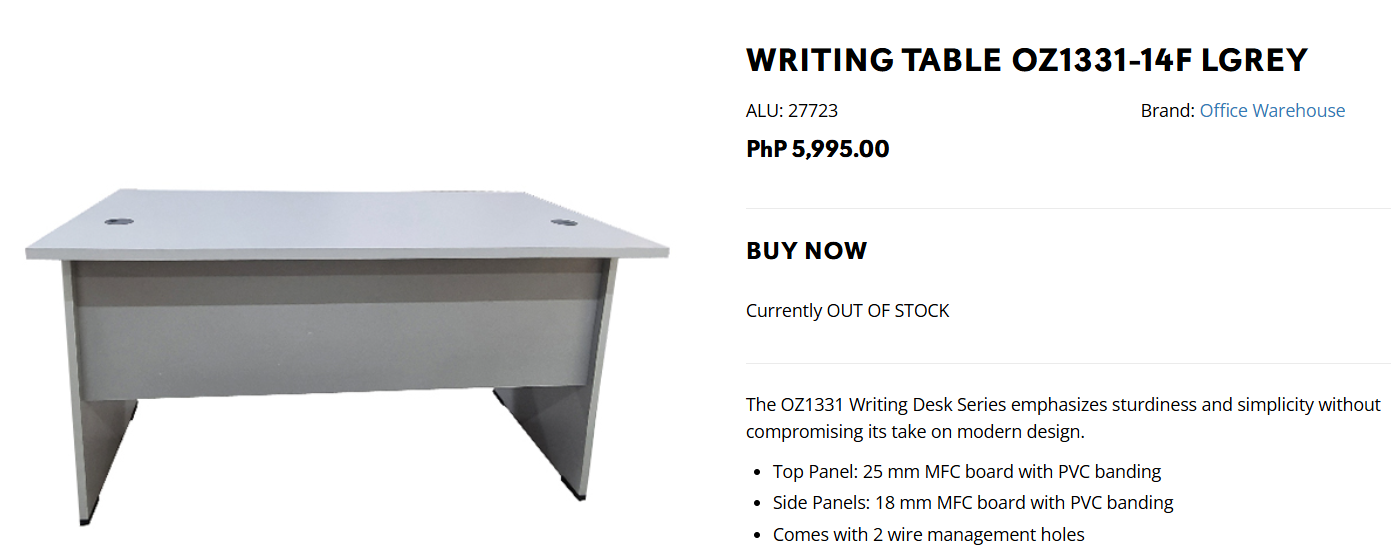 WRITING TABLE OZ1331-14F LGREY
ALU: 27723 Brand: Office Warehouse
PhP 5,995.00
BUY NOW
Currently OUT OF STOCK
The OZ1331 Writing Desk Series emphasizes sturdiness and simplicity without
compromising its take on modern design.
• Top Panel: 25 mm MFC board with PVC banding
• Side Panels: 18 mm MFC board with PVC banding
• Comes with 2 wire management holes